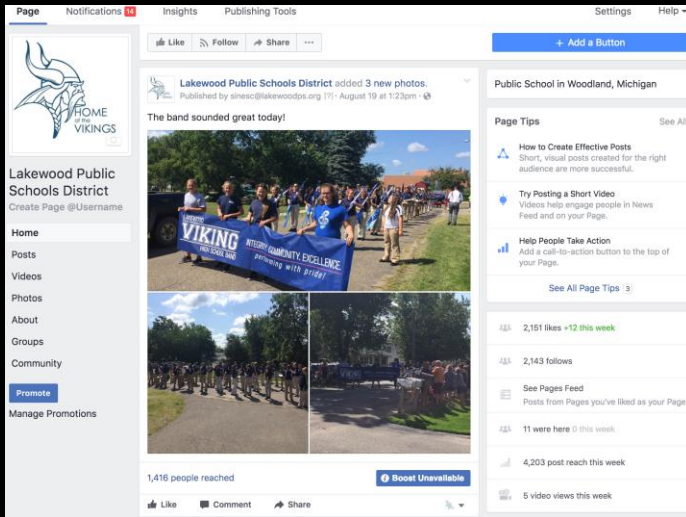 Page Notifications 14 Insights Publishing Tools Settings Help
HOME
of the
VIKINGS
Lakewood Public
Schools District
Create Page @Username
Home
Posts
Videos
Photos
About
Groups
Community
Promote
Manage Promotions
Like Follow Share ...
Lakewood Public Schools District added 3 new photos.
Published by sinesc@lakewoodps.org [?] · August 19 at 1:23pm ·
The band sounded great today!
LAKEWOOD
VIKING
HIGH SCHOOL BAND
INTEGRITY, COMMUNITY, EXCELLENCE.
performing with pride!
VIKING
1,416 people reached
Boost Unavailable
Like Comment Share
+ Add a Button
Public School in Woodland, Michigan
Page Tips See All
How to Create Effective Posts
Short, visual posts created for the right
audience are more successful.
Try Posting a Short Video
Videos help engage people in News
Feed and on your Page.
Help People Take Action
Add a call-to-action button to the top of
your Page.
See All Page Tips 3
2,151 likes +12 this week
2,143 follows
See Pages Feed
Posts from Pages you've liked as your Page
11 were here 0 this week
4,203 post reach this week
5 video views this week